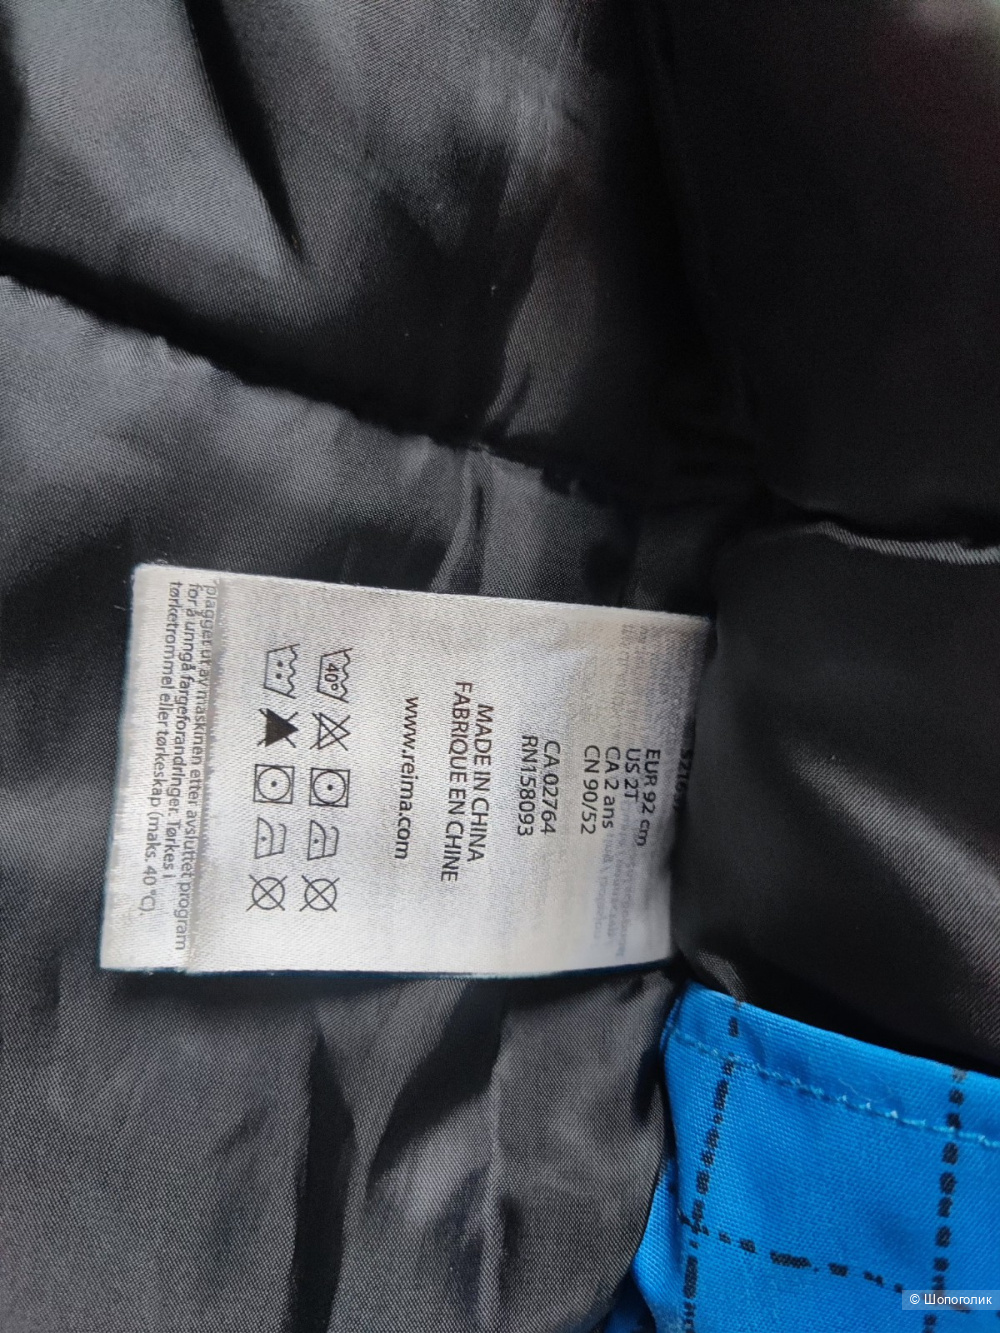 EUR 92 cm
US 2T
CA 2 ans
CN 90/52
CA 02764
RN158093
MADE IN CHINA
FABRIQUE EN CHINE
www.reima.com
40°
plagget ut av maskinen etter avsluttet program
for å unngå fargeforandringer. Tørkes i
tørketrommel eller tørkeskap (maks. 40 °C).
© Шопоголик